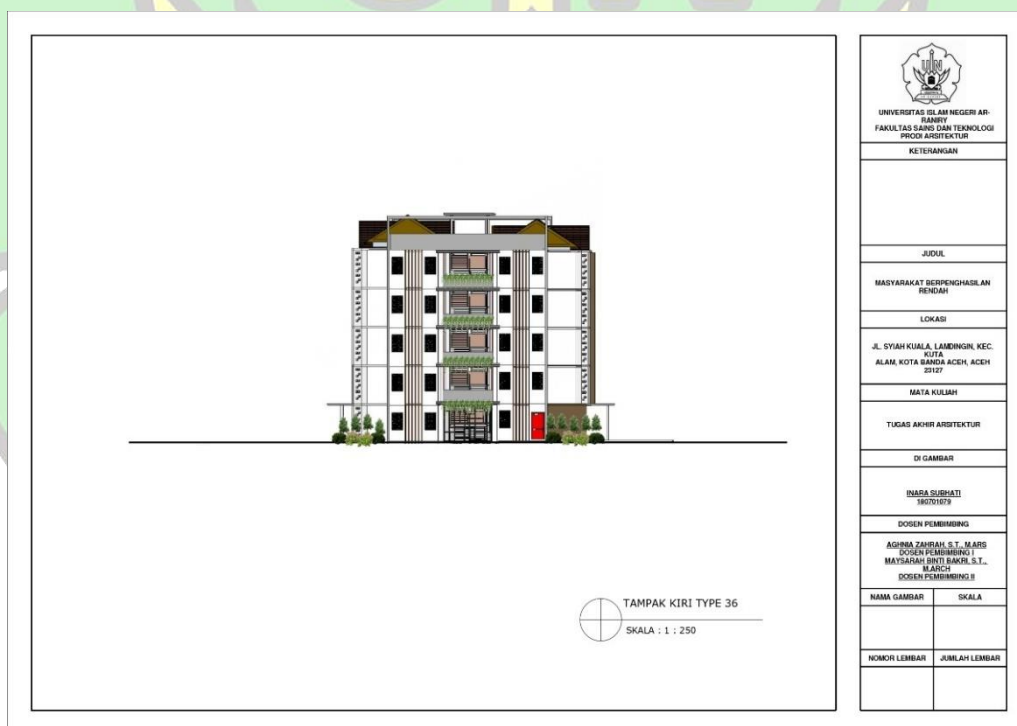 UNIVERSITAS ISLAM NEGERI AR-
RANIRY
FAKULTAS SAINS DAN TEKNOLOGI
PRODI ARSITEKTUR
KETERANGAN
JUDUL
MASYARAKAT BERPENGHASILAN
RENDAH
LOKASI
JL. SYIAH KUALA, LAMDINGIN, KEC.
KUTA
ALAM, KOTA BANDA ACEH, ACEH
23127
MATA KULIAH
TUGAS AKHIR ARSITEKTUR
DI GAMBAR
INARA SUBHATI
180701079
DOSEN PEMBIMBING
AGHNIA ZAHRAH, S.T., M.ARS
DOSEN PEMBIMBING I
MAYSARAH BINTI BAKRI, S.T.,
M.ARCH
DOSEN PEMBIMBING II
NAMA GAMBAR SKALA
NOMOR LEMBAR JUMLAH LEMBAR
TAMPAK KIRI TYPE 36
SKALA : 1 : 250